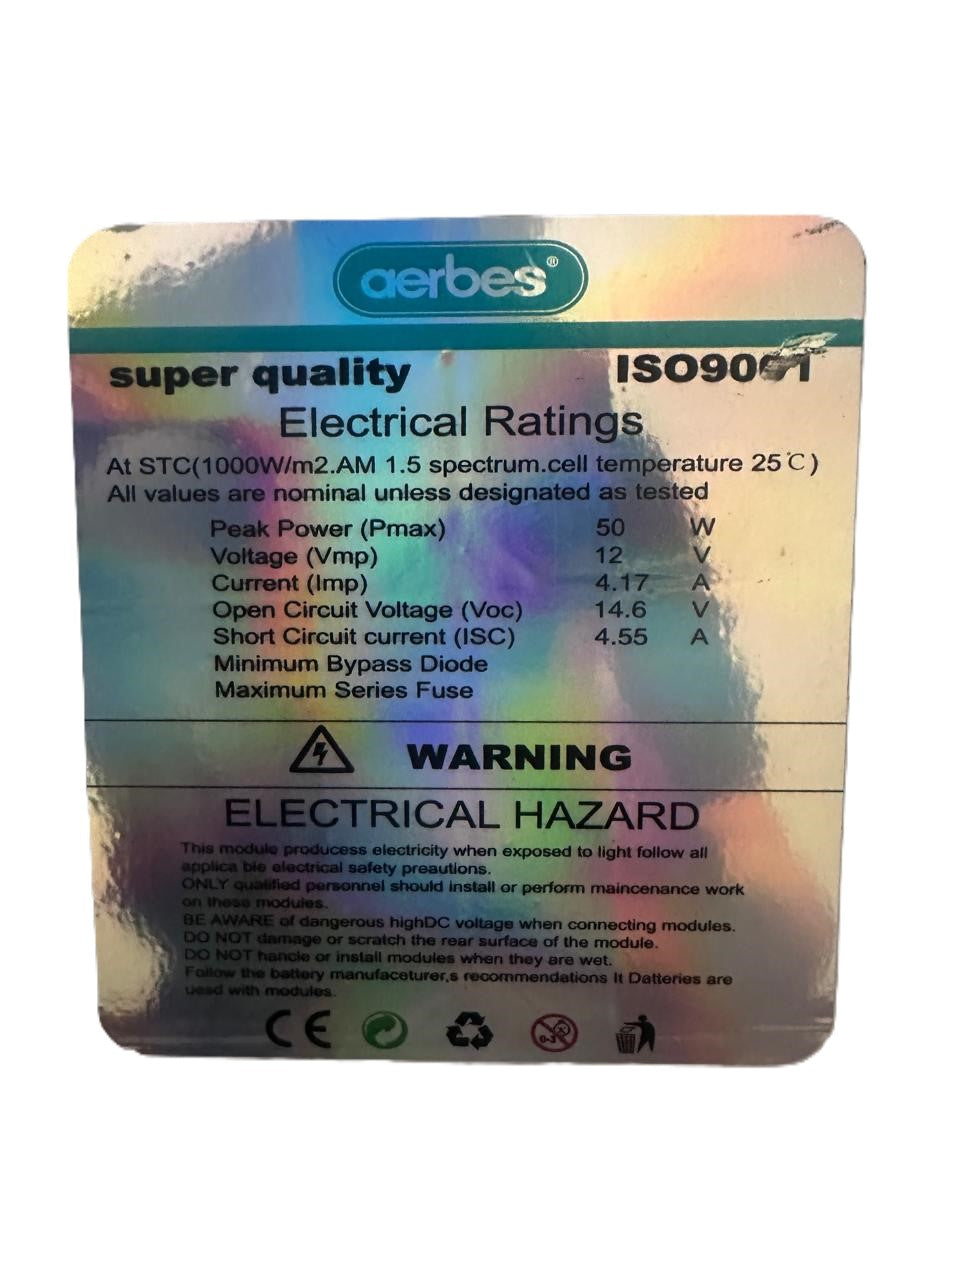 aerbes®
super quality
ISO9001
Electrical Ratings
At STC(1000W/m2.AM 1.5 spectrum.cell temperature 25℃)
All values are nominal unless designated as tested
Peak Power (Pmax) 50 W
Voltage (Vmp) 12 V
Current (Imp) 4.17 A
Open Circuit Voltage (Voc) 14.6 V
Short Circuit current (ISC) 4.55 A
Minimum Bypass Diode
Maximum Series Fuse
WARNING
ELECTRICAL HAZARD
This module producess electricity when exposed to light follow all
applica bie electrical safety preautions.
ONLY qualified personnel should install or perform maincenance work
on these modules.
BE AWARE of dangerous highDC voltage when connecting modules.
DO NOT damage or scratch the rear surface of the module.
DO NOT handle or install modules when they are wet.
Follow the battery manufaceturer,s recommendations It Datteries are
uesd with modules.
CE
0-3